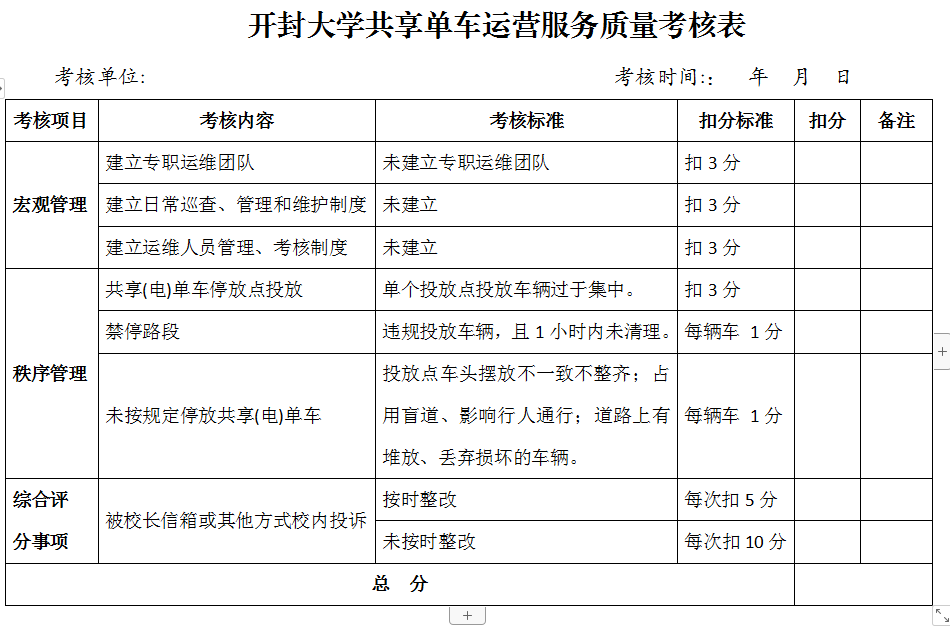 开封大学共享单车运营服务质量考核表
考核单位:
考核时间:： 年 月 日
考核项目 考核内容 考核标准 扣分标准 扣分 备注
宏观管理
建立专职运维团队 未建立专职运维团队 扣 3 分
建立日常巡查、管理和维护制度 未建立 扣 3 分
建立运维人员管理、考核制度 未建立 扣 3 分
秩序管理
共享(电)单车停放点投放 单个投放点投放车辆过于集中。 扣 3 分
禁停路段 违规投放车辆，且 1 小时内未清理。 每辆车 1 分
未按规定停放共享(电)单车
投放点车头摆放不一致不整齐；占
用盲道、影响行人通行；道路上有
堆放、丢弃损坏的车辆。
每辆车 1 分
综合评
分事项
被校长信箱或其他方式校内投诉
按时整改 每次扣 5 分
未按时整改 每次扣 10 分
总 分